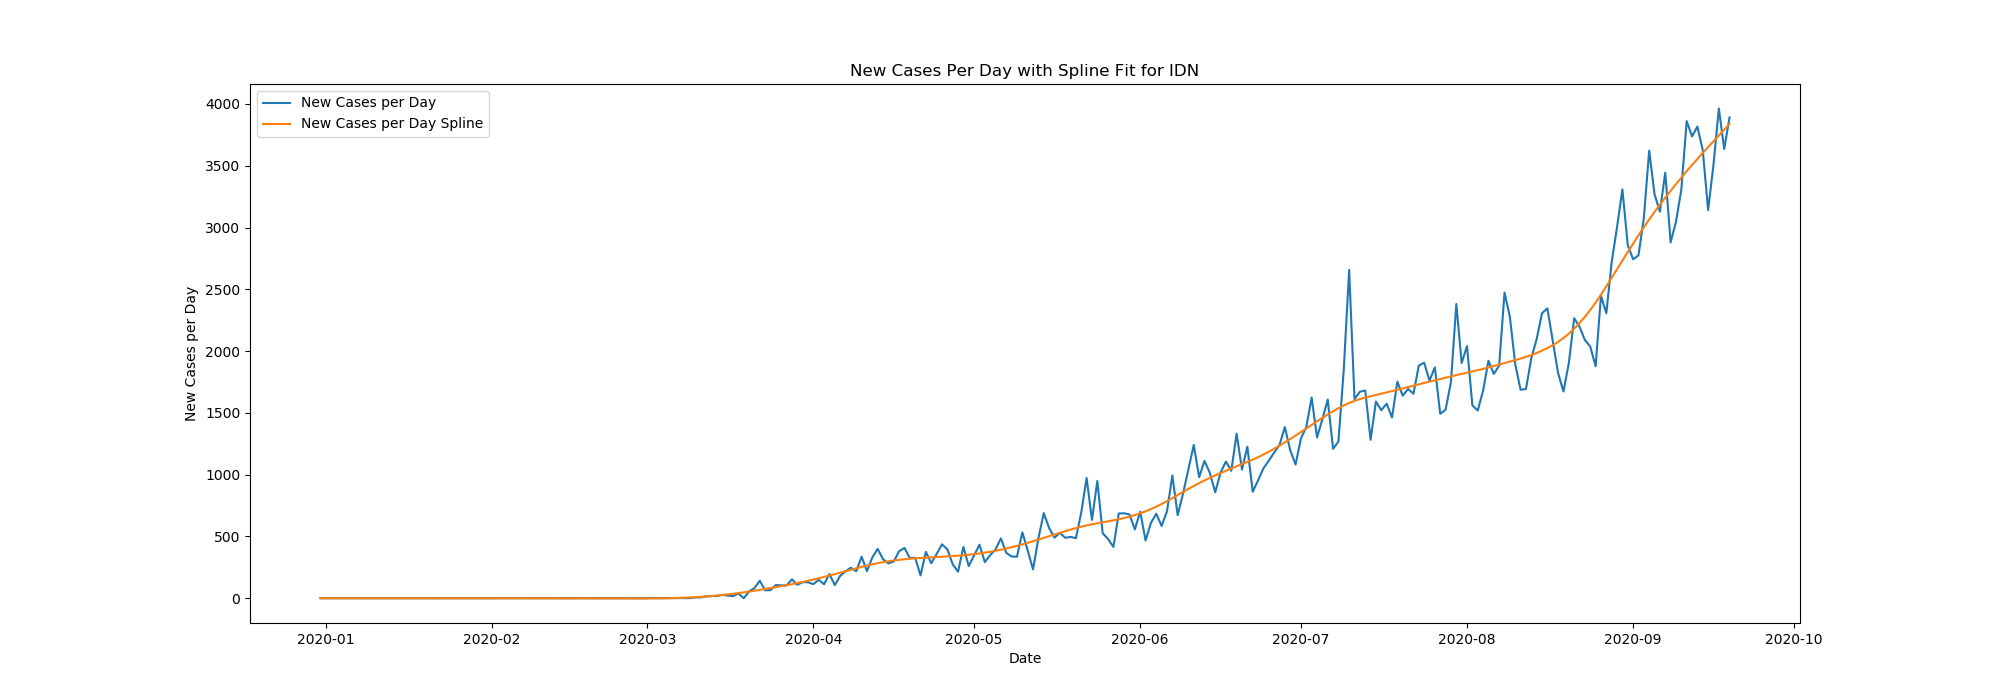 New Cases Per Day with Spline Fit for IDN
New Cases per Day
New Cases per Day Spline
4000
3500
3000
2500
2000
1500
1000
500
0
New Cases per Day
2020-01 2020-02 2020-03 2020-04 2020-05 2020-06 2020-07 2020-08 2020-09 2020-10
Date